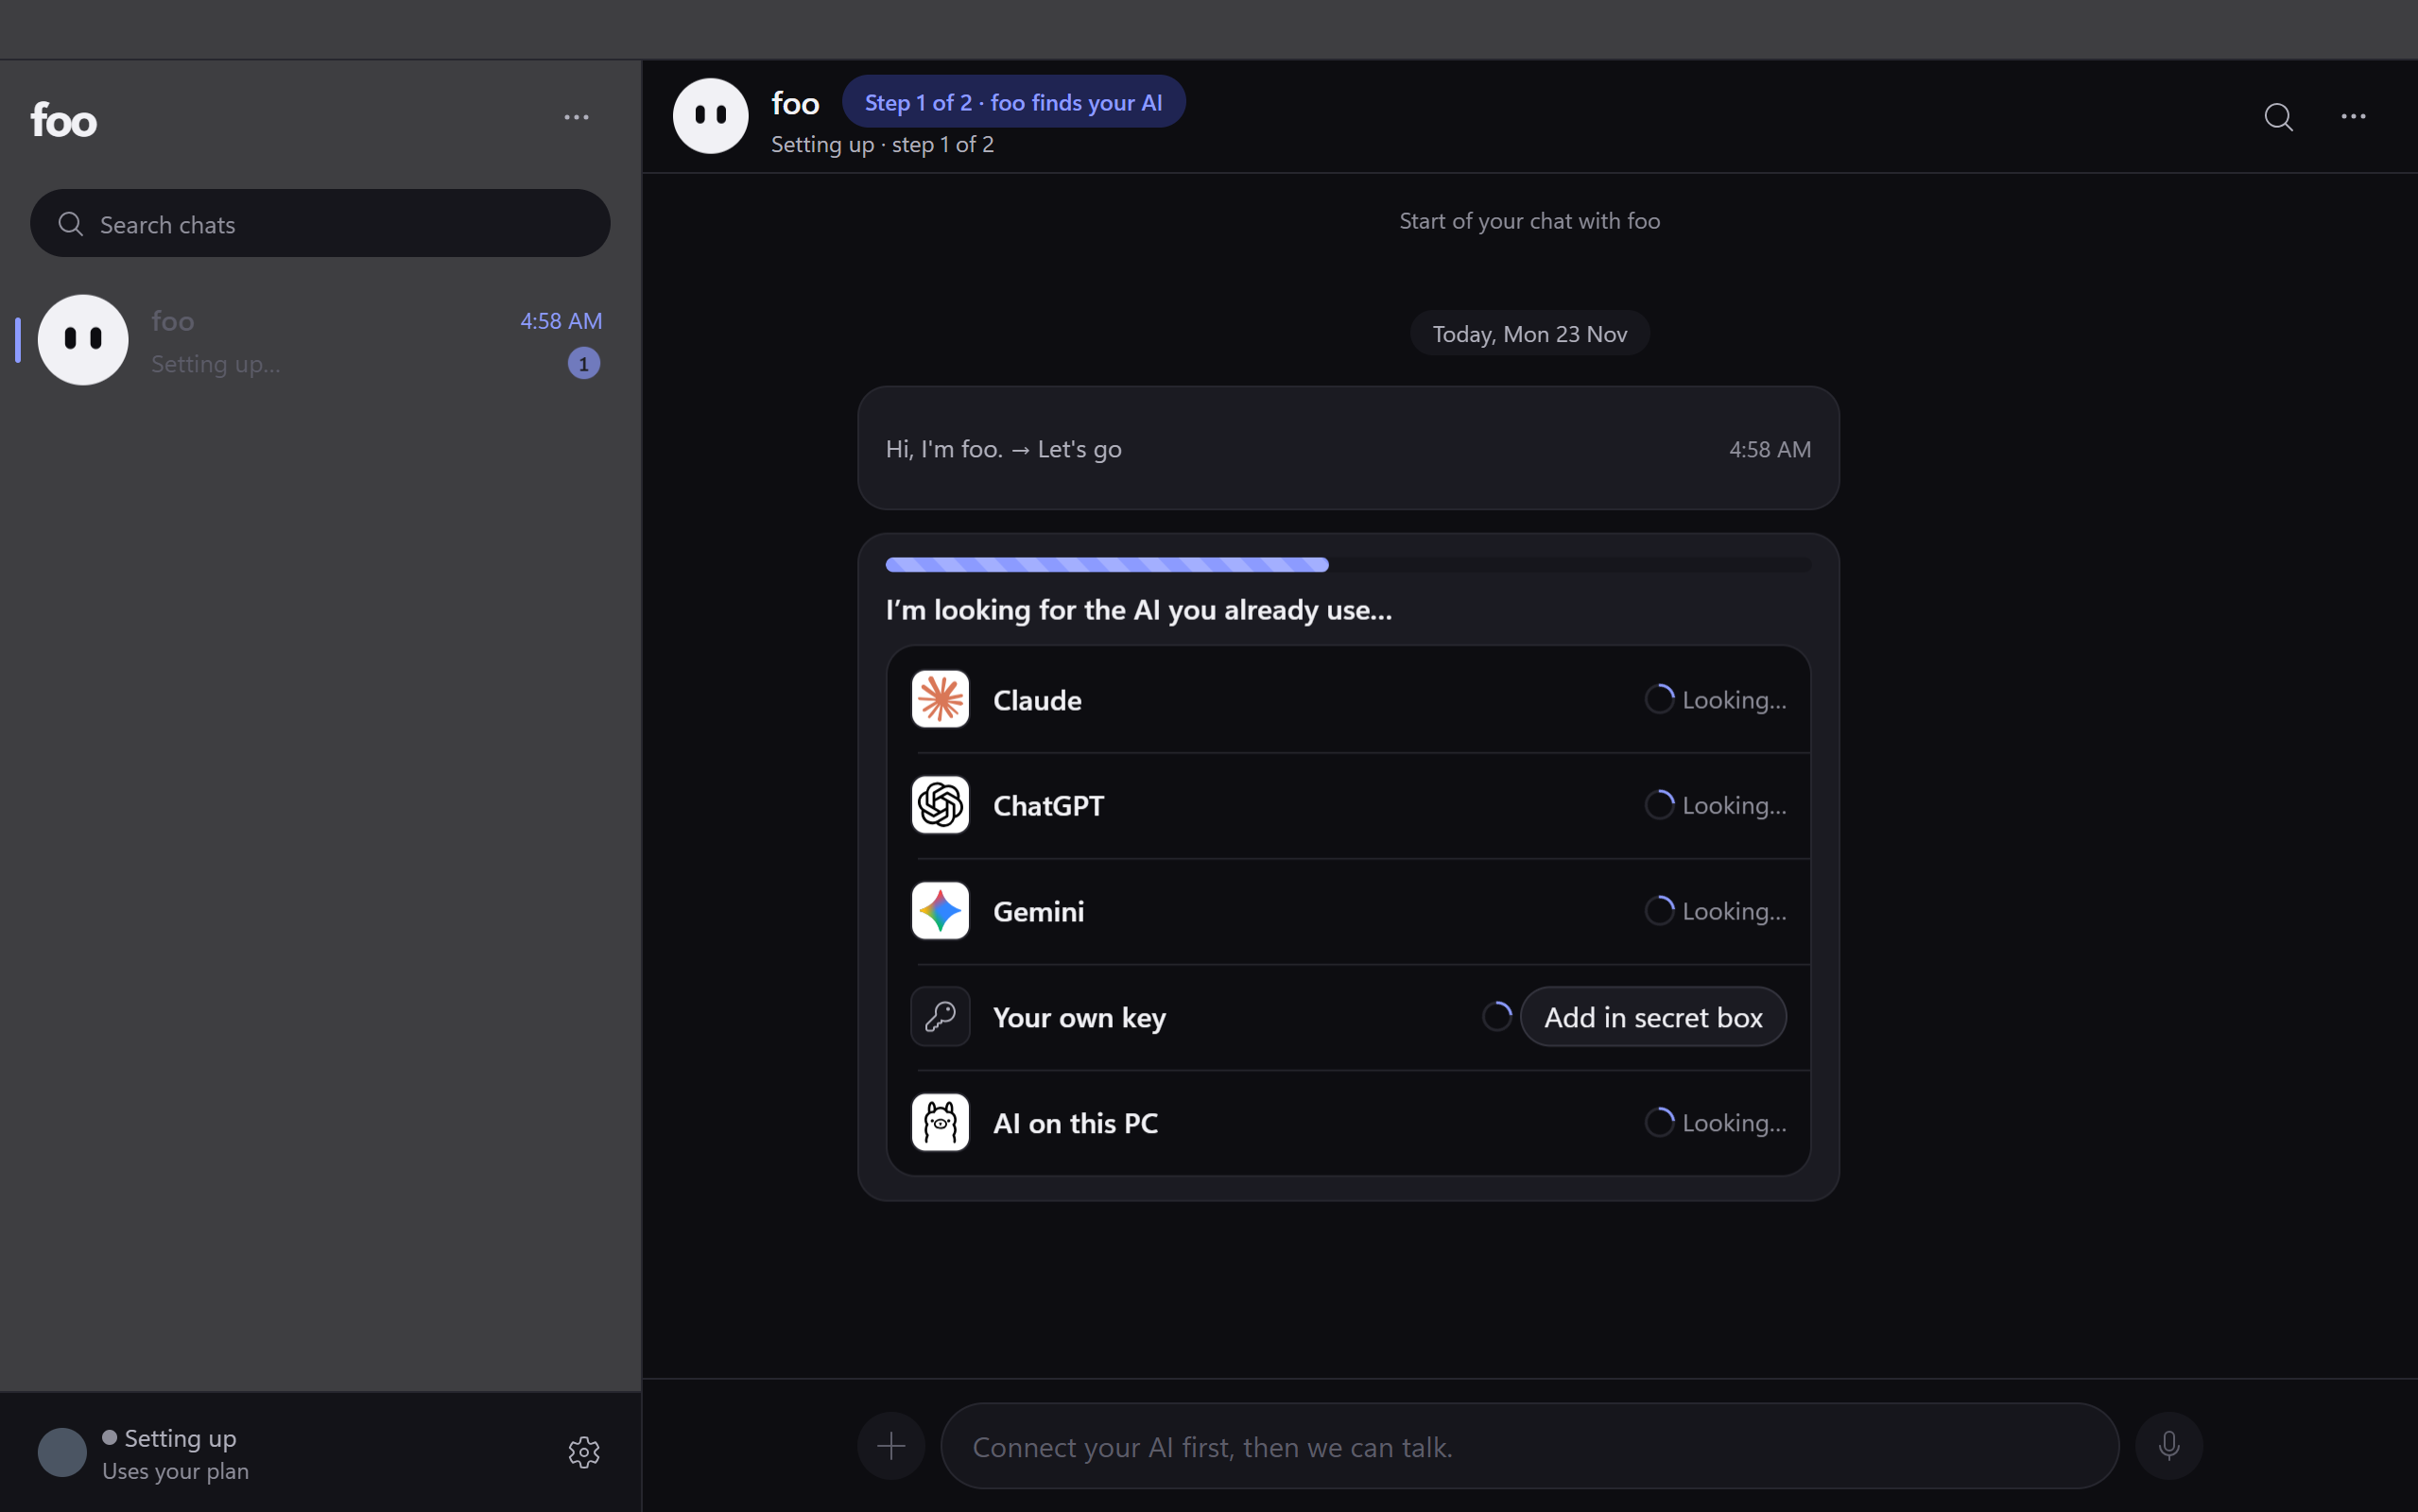 foo
Search chats
foo
4:58 AM
Setting up...
1
Setting up
Uses your plan
foo
Step 1 of 2 · foo finds your AI
Setting up · step 1 of 2
Start of your chat with foo
Today, Mon 23 Nov
Hi, I'm foo. → Let's go
4:58 AM
I’m looking for the AI you already use...
Claude
Looking...
ChatGPT
Looking...
Gemini
Looking...
Your own key
Add in secret box
AI on this PC
Looking...
Connect your AI first, then we can talk.